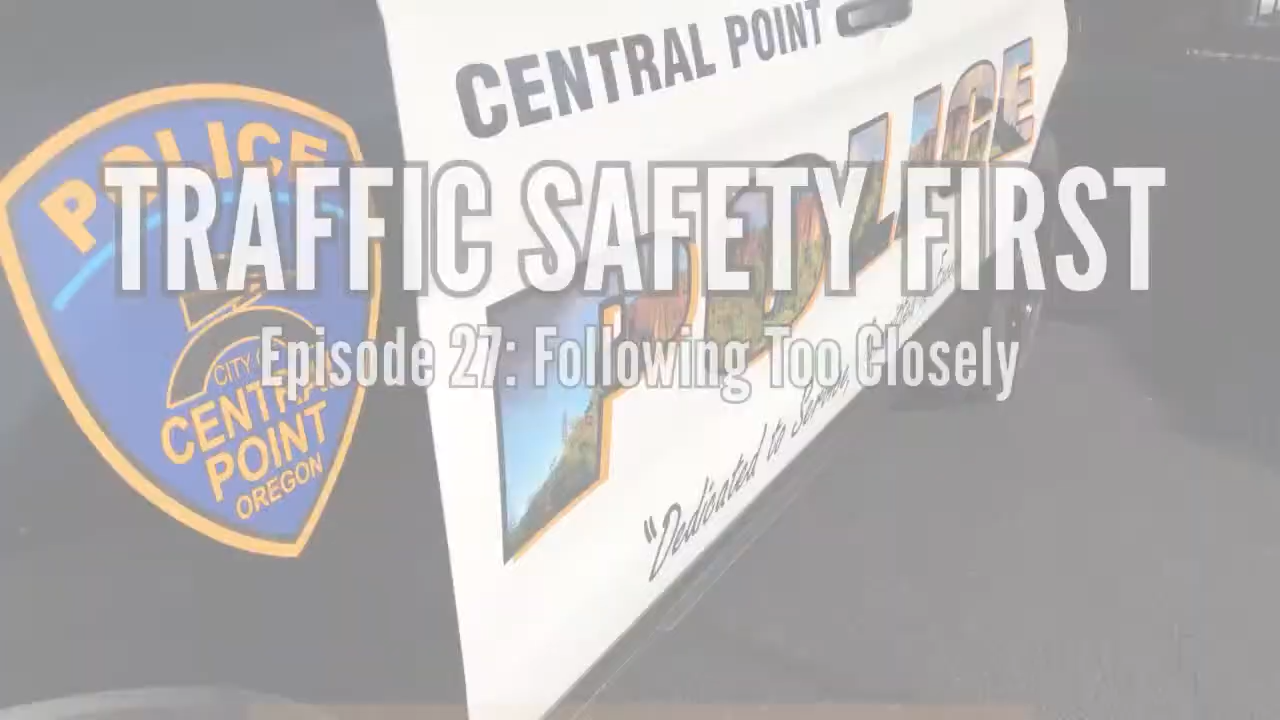 CENTRAL POINT
POLICE
TRAFFIC SAFETY FIRST
Episode 27: Following Too Closely
POLICE
CITY OF
CENTRAL
POINT
OREGON
"Dedicated to Service,